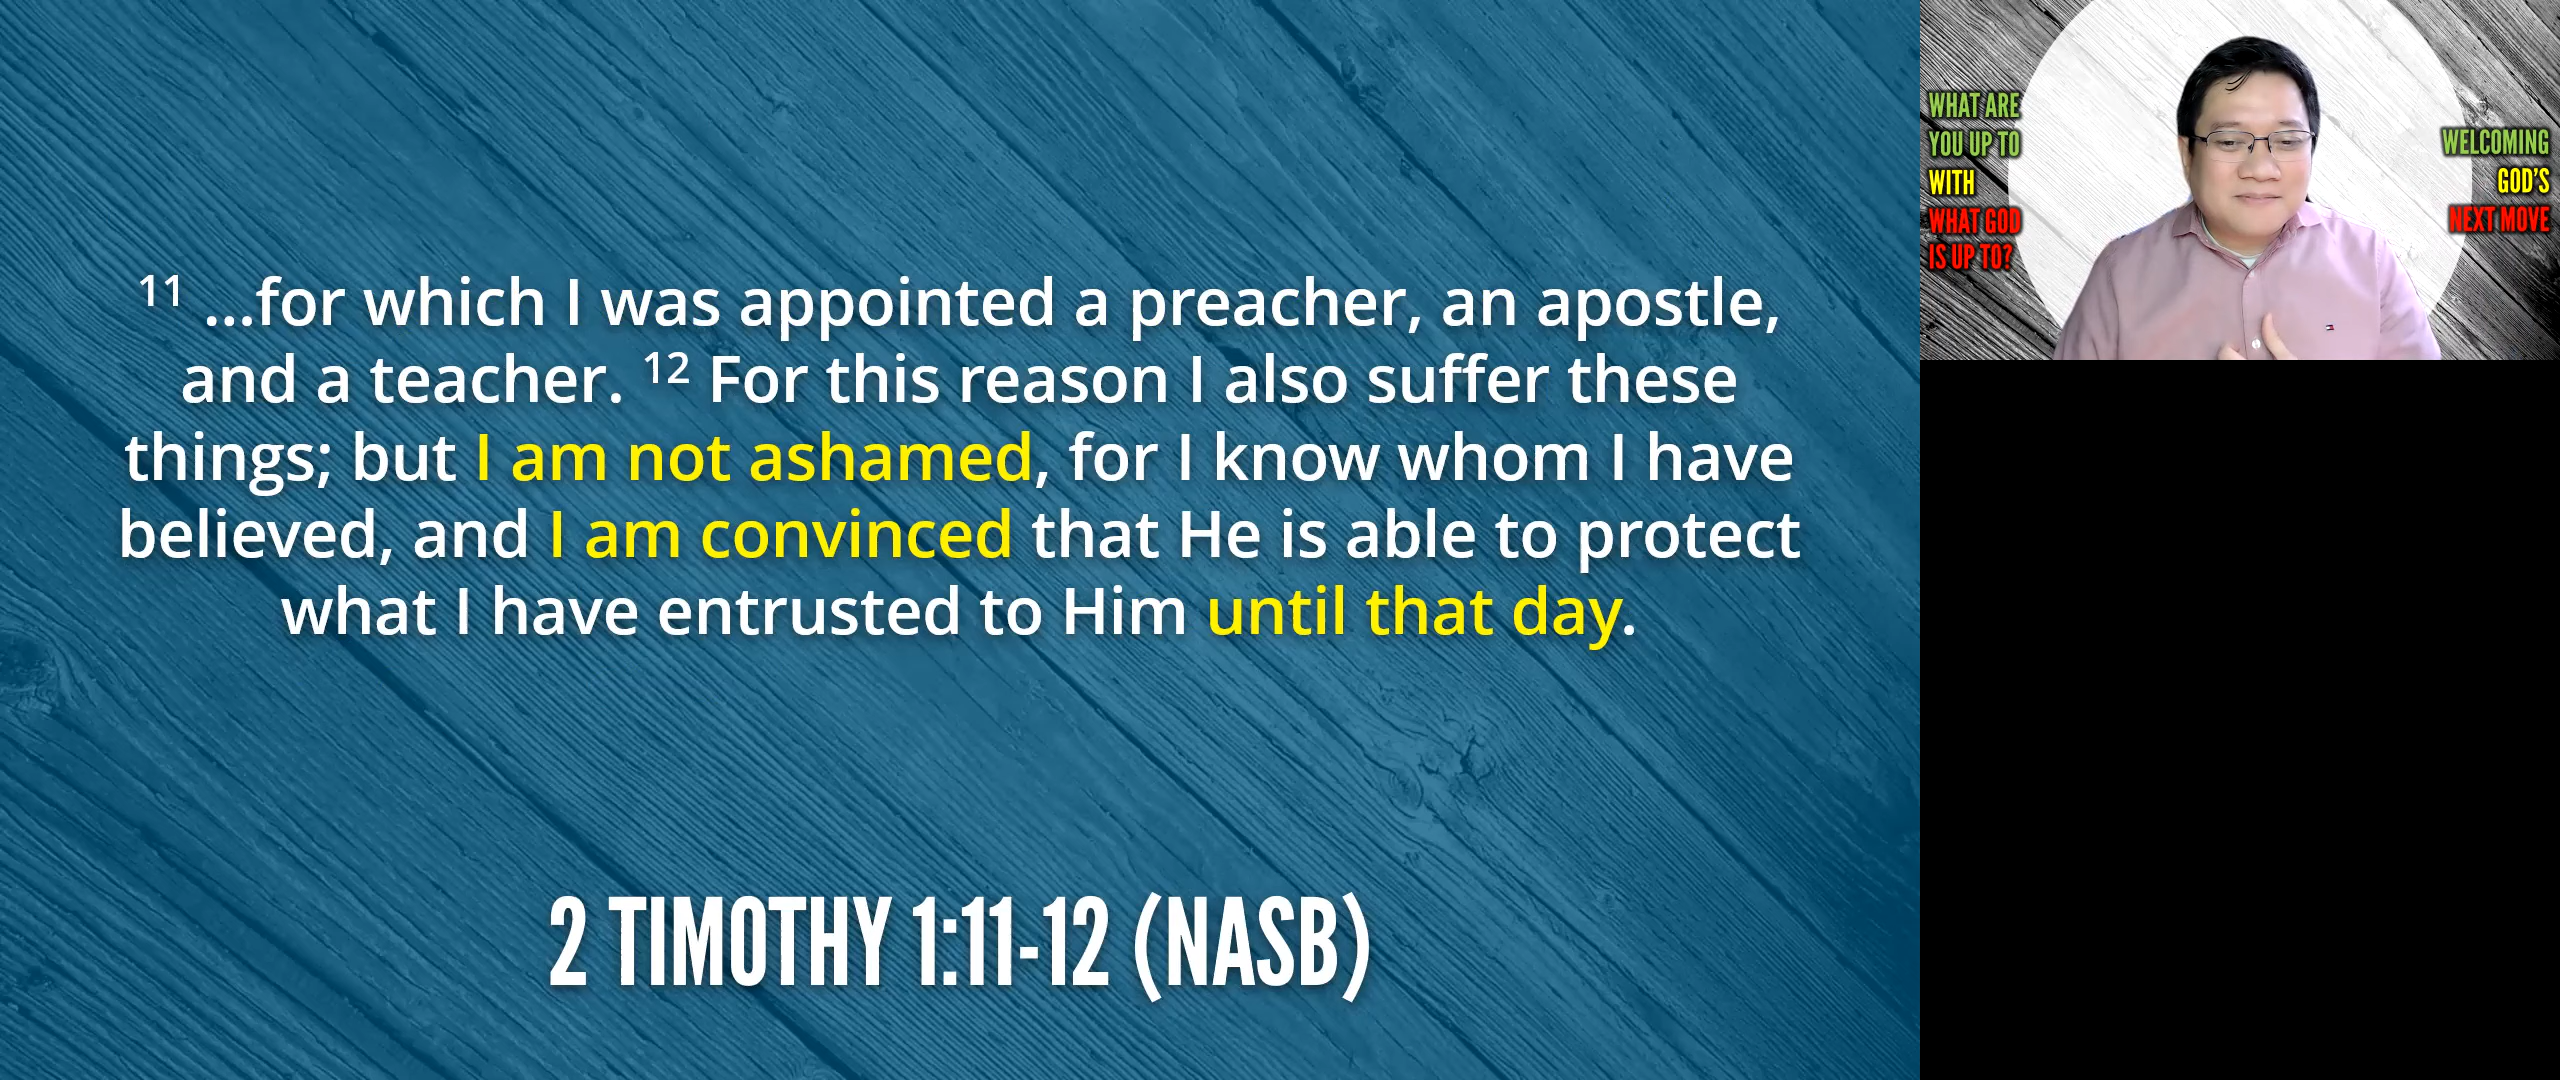 11 ...for which I was appointed a preacher, an apostle,
and a teacher. 12 For this reason I also suffer these
things; but I am not ashamed, for I know whom I have
believed, and I am convinced that He is able to protect
what I have entrusted to Him until that day.
2 TIMOTHY 1:11-12 (NASB)
WHAT ARE
YOU UP TO
WITH
WHAT GOD
IS UP TO?
WELCOMING
GOD'S
NEXT MOVE